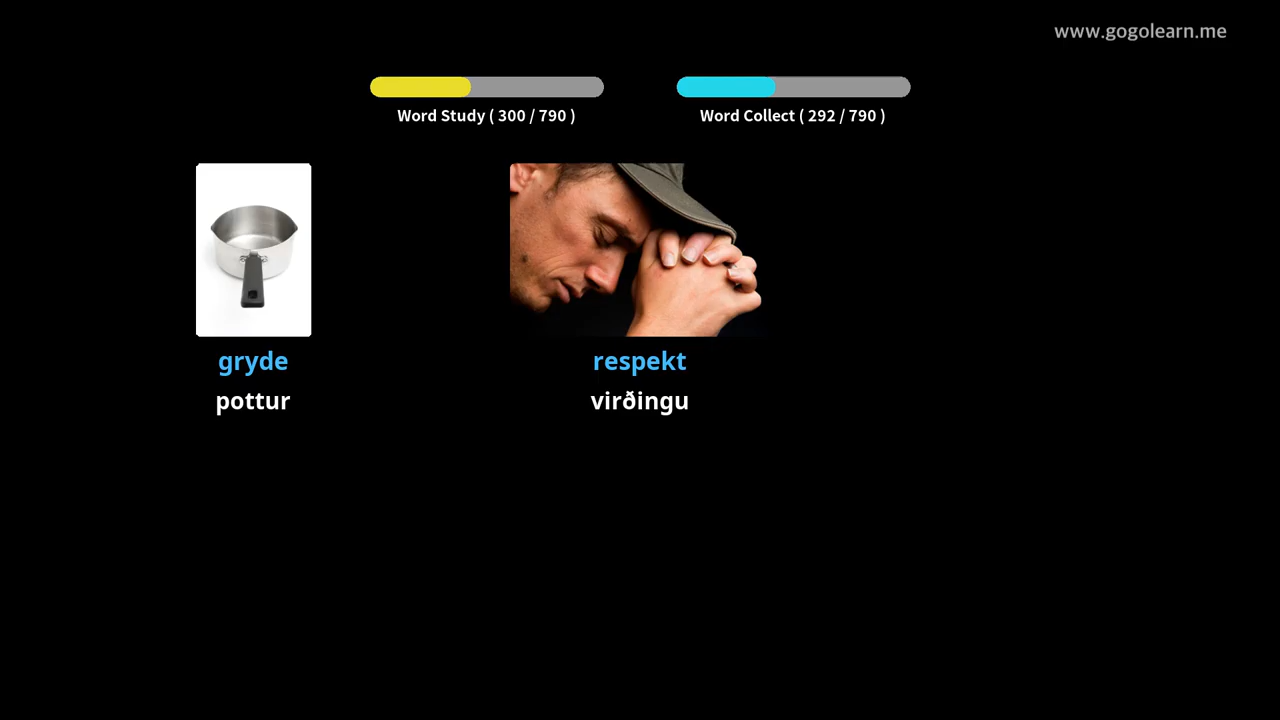 www.gogolearn.me
Word Study ( 300 / 790 )
Word Collect ( 292 / 790 )
gryde
pottur
respekt
virðingu